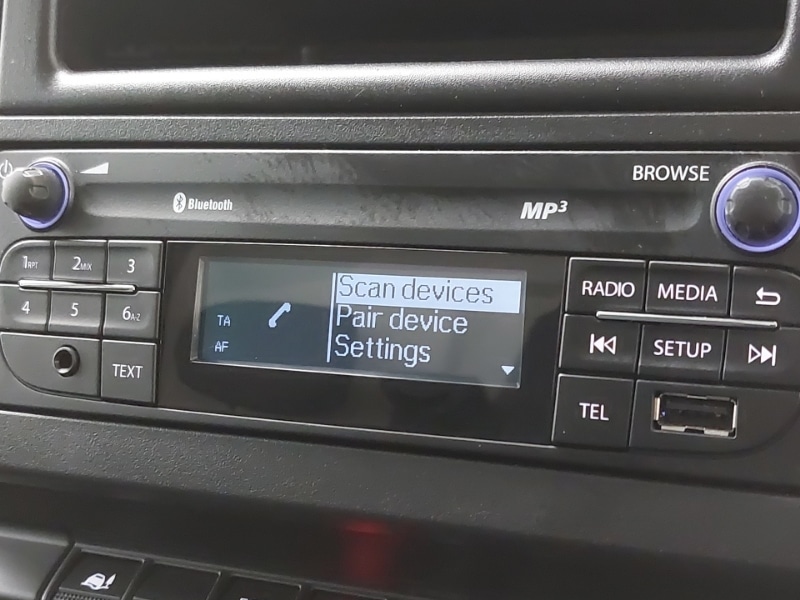 BROWSE
Bluetooth
MP3
1RPT
2MIX
3
4
5
6A-Z
TEXT
TA
AF
Scan devices
Pair device
Settings
RADIO
MEDIA
SETUP
TEL